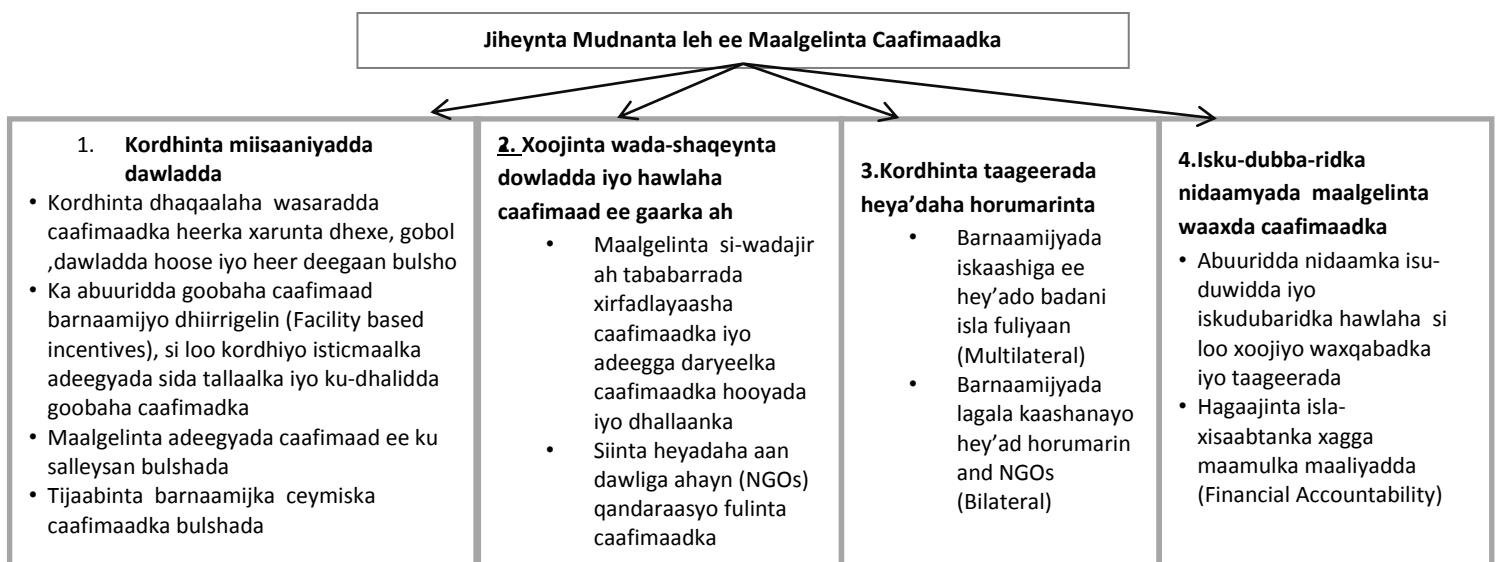 Jiheynta Mudnanta leh ee Maalgelinta Caafimaadka
1. Kordhinta miisaaniyadda
dawladda
• Kordhinta dhaqaalaha wasaradda
caafimaadka heerka xarunta dhexe, gobol
,dawladda hoose iyo heer deegaan bulsho
• Ka abuuridda goobaha caafimaad
barnaamijyo dhiirrigelin (Facility based
incentives), si loo kordhiyo isticmaalka
adeegyada sida tallaalka iyo ku-dhalidda
goobaha caafimadka
• Maalgelinta adeegyada caafimaad ee ku
salleysan bulshada
• Tijaabinta barnaamijka ceymiska
caafimaadka bulshada
2. Xoojinta wada-shaqeynta
dowladda iyo hawlaha
caafimaad ee gaarka ah
• Maalgelinta si-wadajir
ah tababarrada
xirfadlayaasha
caafimaadka iyo
adeegga daryeelka
caafimaadka hooyada
iyo dhallaanka
• Siinta heyadaha aan
dawliga ahayn (NGOs)
qandaraasyo fulinta
caafimaadka
3.Kordhinta taageerada
heya'daha horumarinta
• Barnaamijyada
iskaashiga ee
hey'ado badani
isla fuliyaan
(Multilateral)
• Barnaamijyada
lagala kaashanayo
hey'ad horumarin
and NGOs
(Bilateral)
4.Isku-dubba-ridka
nidaamyada maalgelinta
waaxda caafimaadka
• Abuuridda nidaamka isu-
duwidda iyo
iskudubaridka hawlaha si
loo xoojiyo waxqabadka
iyo taageerada
• Hagaajinta isla-
xisaabtanka xagga
maamulka maaliyadda
(Financial Accountability)